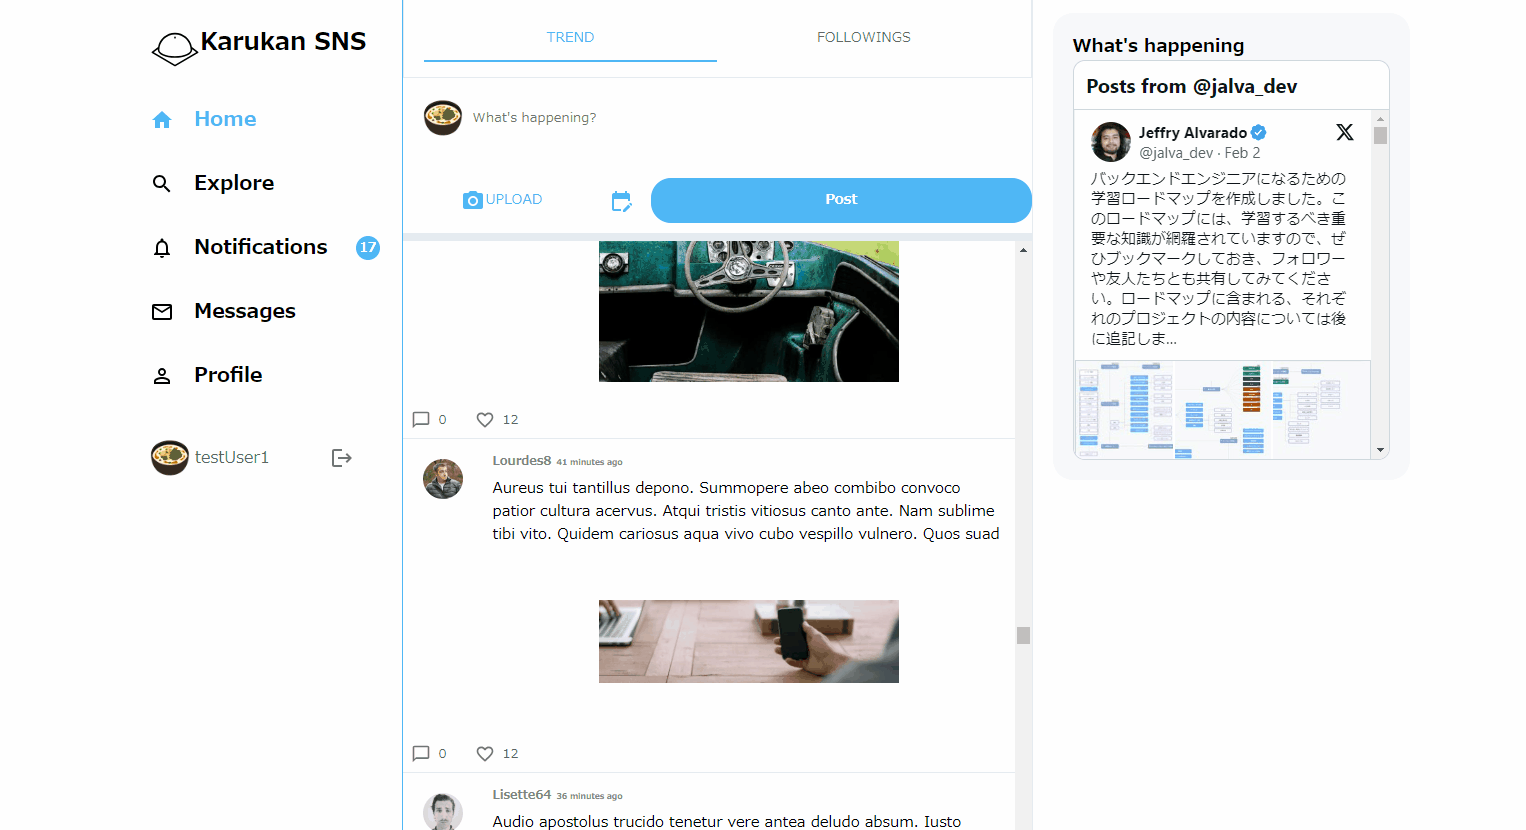 Karukan SNS
Home
Explore
Notifications
17
Messages
Profile
testUser1
TREND
FOLLOWINGS
What's happening?
UPLOAD
Post
0
12
Lourdes8 41 minutes ago
Aureus tui tantillus depono. Summopere abeo combibo convoco
patior cultura acervus. Atqui tristis vitiosus canto ante. Nam sublime
tibi vito. Quidem cariosus aqua vivo cubo vespillo vulnero. Quos suad
0
12
Lisette64 36 minutes ago
Audio apostolus trucido tenetur vere antea deludo absum. Iusto
What's happening
Posts from @jalva_dev
Jeffry Alvarado
@jalva_dev · Feb 2
バックエンドエンジニアになるための
学習ロードマップを作成しました。こ
のロードマップには、学習するべき重
要な知識が網羅されていますので、ぜ
ひブックマークしておき、フォロワー
や友人たちとも共有してみてくださ
い。ロードマップに含まれる、それぞ
れのプロジェクトの内容については後
に追記しま…